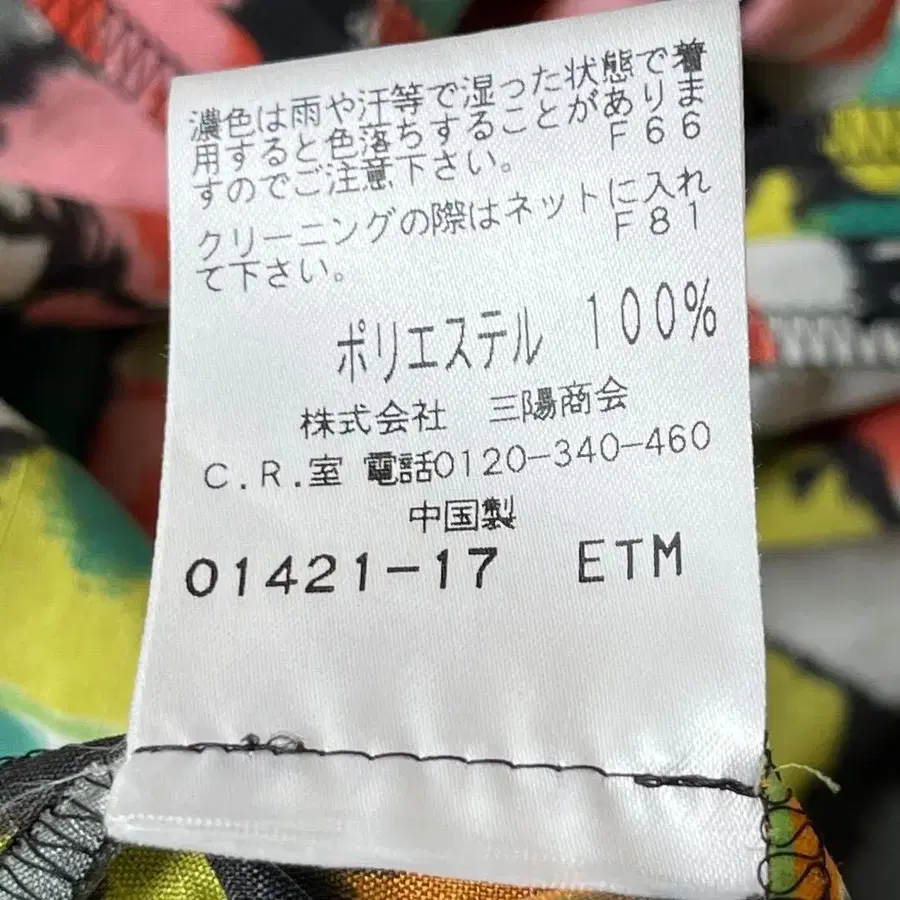 濃色は雨や汗等で湿った状態で着
用すると色落ちすることがありま
すのでご注意下さい。 F66
クリーニングの際はネットに入れ
て下さい。 F81
ポリエステル 100%
株式会社 三陽商会
C.R.室 電話0120-340-460
中国製
01421-17 ETM